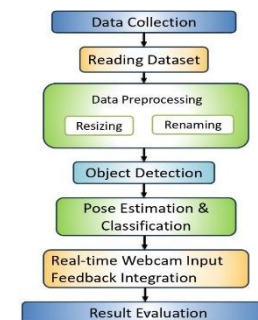 Data Collection
Reading Dataset
Data Preprocessing
Resizing Renaming
Object Detection
Pose Estimation &
Classification
Real-time Webcam Input
Feedback Integration
Result Evaluation